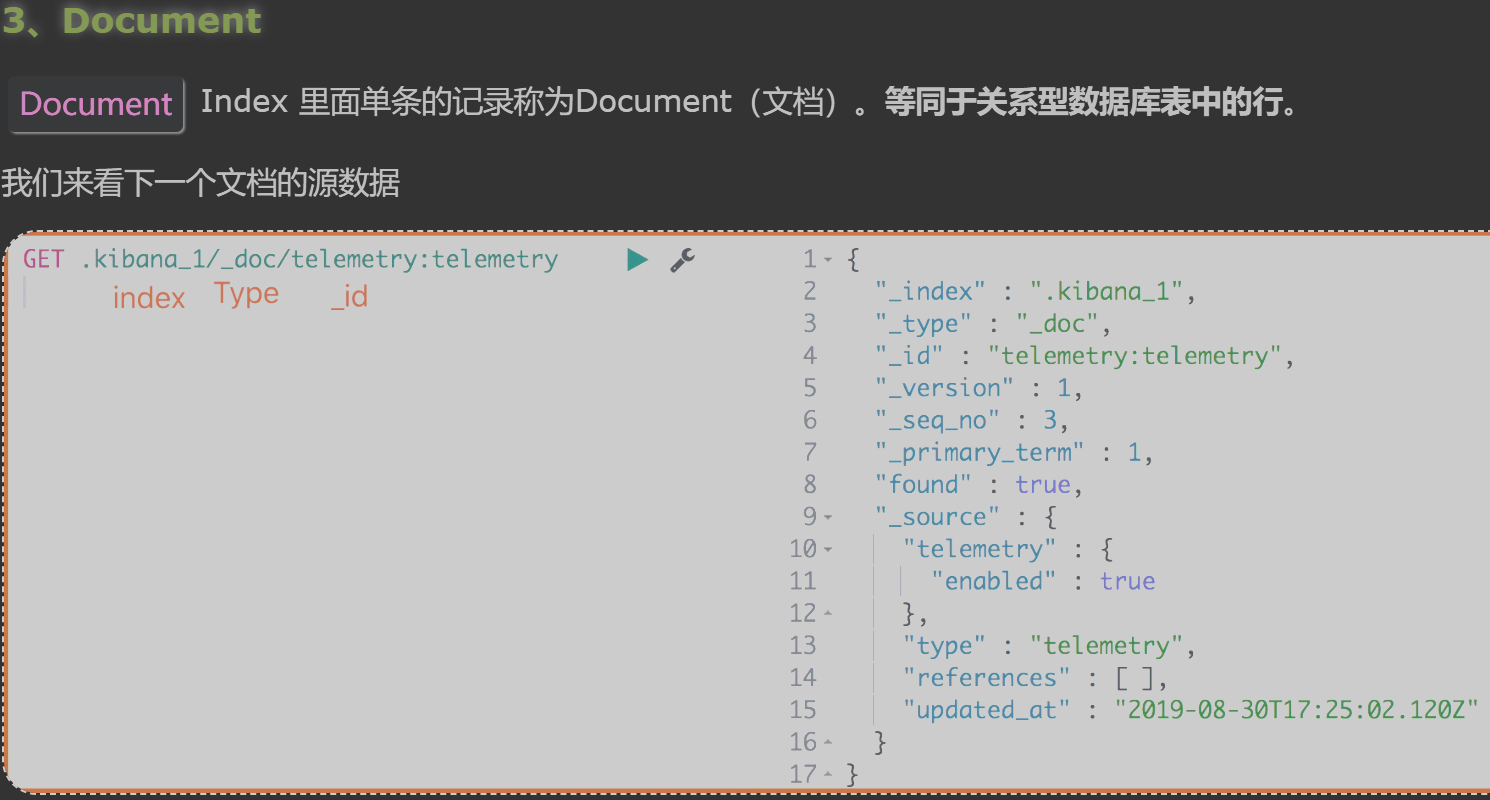 3、Document
Document Index 里面单条的记录称为Document（文档）。等同于关系型数据库表中的行。
我们来看下一个文档的源数据
GET .kibana_1/_doc/telemetry:telemetry
index Type _id
1 {
2 "_index" : ".kibana_1",
3 "_type" : "_doc",
4 "_id" : "telemetry:telemetry",
5 "_version" : 1,
6 "_seq_no" : 3,
7 "_primary_term" : 1,
8 "found" : true,
9 "_source" : {
10 "telemetry" : {
11 "enabled" : true
12 },
13 "type" : "telemetry",
14 "references" : [ ],
15 "updated_at" : "2019-08-30T17:25:02.120Z"
16 }
17 }